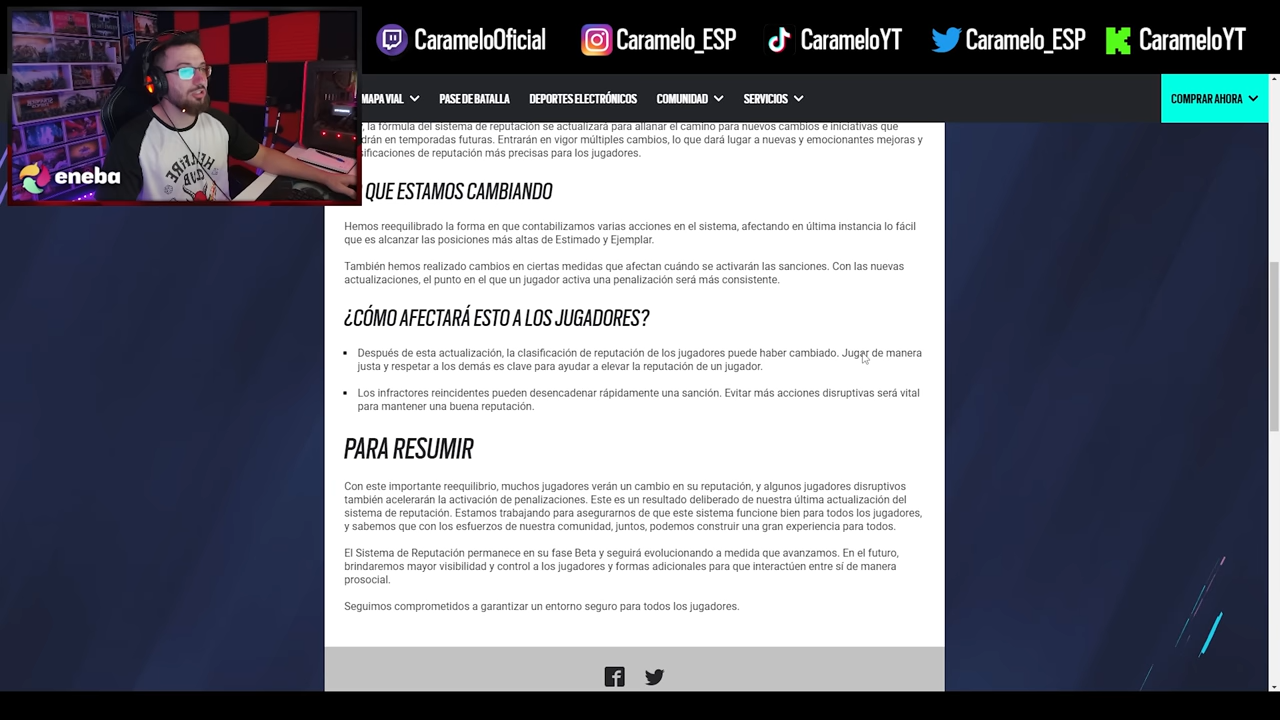 CarameloOficial
Caramelo_ESP
CarameloYT
Caramelo_ESP
CarameloYT
MAPA VIAL
PASE DE BATALLA
DEPORTES ELECTRÓNICOS
COMUNIDAD
SERVICIOS
COMPRAR AHORA
eneba
HELLFIRE
CLUB
la fórmula del sistema de reputación se actualizará para allanar el camino para nuevos cambios e iniciativas que
en temporadas futuras. Entrarán en vigor múltiples cambios, lo que dará lugar a nuevas y emocionantes mejoras y
de reputación más precisas para los jugadores.
QUE ESTAMOS CAMBIANDO
Hemos reequilibrado la forma en que contabilizamos varias acciones en el sistema, afectando en última instancia lo fácil
que es alcanzar las posiciones más altas de Estimado y Ejemplar.
También hemos realizado cambios en ciertas medidas que afectan cuándo se activarán las sanciones. Con las nuevas
actualizaciones, el punto en el que un jugador activa una penalización será más consistente.
¿CÓMO AFECTARÁ ESTO A LOS JUGADORES?
Después de esta actualización, la clasificación de reputación de los jugadores puede haber cambiado. Jugar de manera
justa y respetar a los demás es clave para ayudar a elevar la reputación de un jugador.
Los infractores reincidentes pueden desencadenar rápidamente una sanción. Evitar más acciones disruptivas será vital
para mantener una buena reputación.
PARA RESUMIR
Con este importante reequilibrio, muchos jugadores verán un cambio en su reputación, y algunos jugadores disruptivos
también acelerarán la activación de penalizaciones. Este es un resultado deliberado de nuestra última actualización del
sistema de reputación. Estamos trabajando para asegurarnos de que este sistema funcione bien para todos los jugadores,
y sabemos que con los esfuerzos de nuestra comunidad, juntos, podemos construir una gran experiencia para todos.
El Sistema de Reputación permanece en su fase Beta y seguirá evolucionando a medida que avanzamos. En el futuro,
brindaremos mayor visibilidad y control a los jugadores y formas adicionales para que interactúen entre sí de manera
prosocial.
Seguimos comprometidos a garantizar un entorno seguro para todos los jugadores.